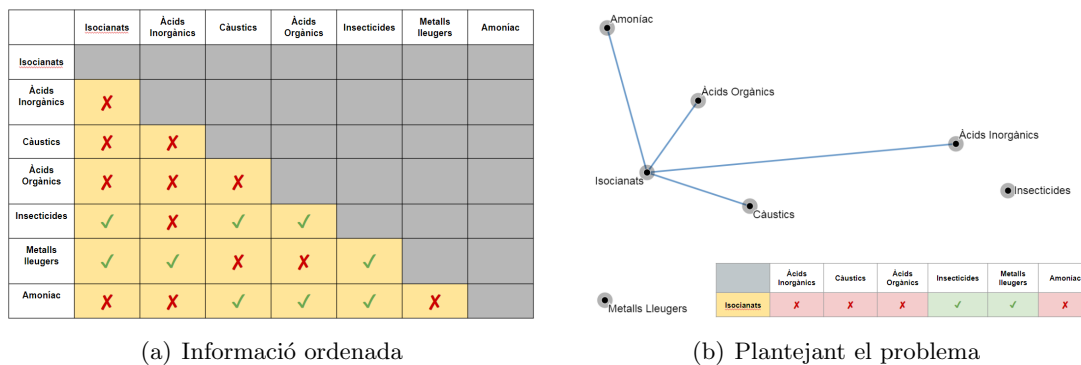 Isocianats Àcids Inorgànics Càustics Àcids Orgànics Insecticides Metalls lleugers Amoníac
Isocianats
Àcids Inorgànics ✗
Càustics ✗ ✗
Àcids Orgànics ✗ ✗ ✗
Insecticides ✓ ✗ ✓ ✓
Metalls lleugers ✓ ✓ ✗ ✗ ✓
Amoniac ✗ ✗ ✓ ✓ ✓ ✗
(a) Informació ordenada
Amoníac
Àcids Orgànics
Àcids Inorgànics
Isocianats
Insecticides
Càustics
Metalls Lleugers
Àcids Inorgànics Càustics Àcids Orgànics Insecticides Metalls lleugers Amoníac
Isocianats ✗ ✗ ✗ ✓ ✓ ✗
(b) Plantejant el problema